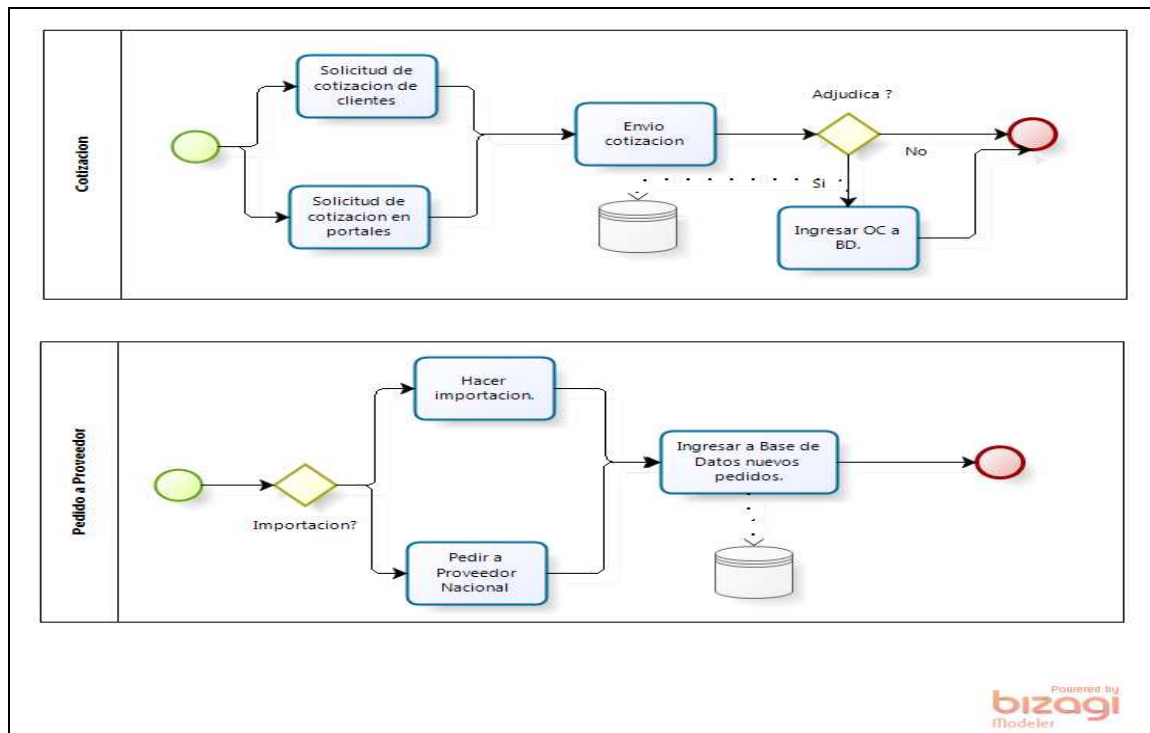 Cotizacion
Solicitud de
cotizacion de
clientes
Solicitud de
cotizacion en
portales
Envio
cotizacion
Adjudica ?
No
Si
Ingresar OC a
BD.
Pedido a Proveedor
Importacion?
Hacer
importacion.
Pedir a
Proveedor
Nacional
Ingresar a Base de
Datos nuevos
pedidos.
Powered by
bizagi
Modeler